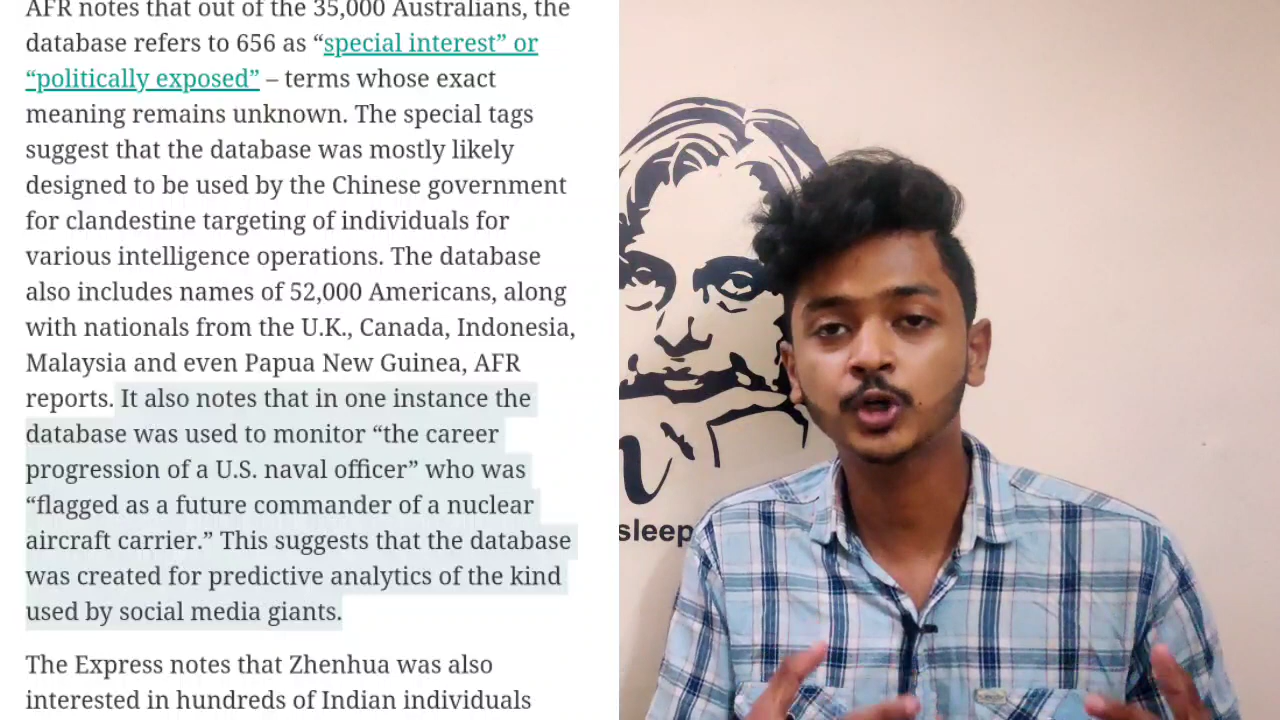 AFR notes that out of the 35,000 Australians, the
database refers to 656 as “special interest” or
“politically exposed” – terms whose exact
meaning remains unknown. The special tags
suggest that the database was mostly likely
designed to be used by the Chinese government
for clandestine targeting of individuals for
various intelligence operations. The database
also includes names of 52,000 Americans, along
with nationals from the U.K., Canada, Indonesia,
Malaysia and even Papua New Guinea, AFR
reports. It also notes that in one instance the
database was used to monitor “the career
progression of a U.S. naval officer” who was
“flagged as a future commander of a nuclear
aircraft carrier.” This suggests that the database
was created for predictive analytics of the kind
used by social media giants.
The Express notes that Zhenhua was also
interested in hundreds of Indian individuals
sleep